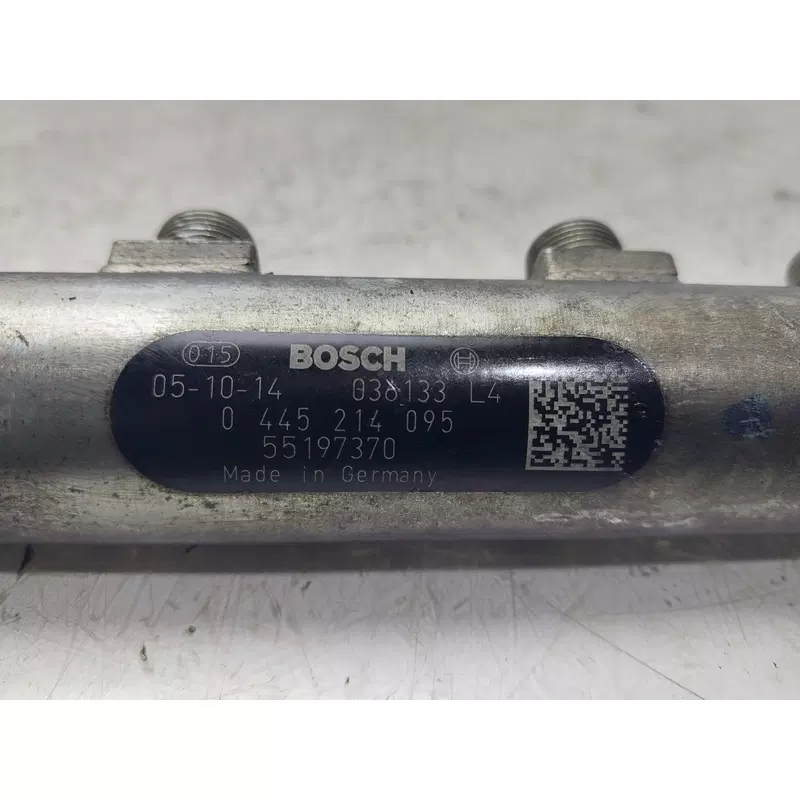 015 BOSCH
05-10-14 038133 L4
0 445 214 095
55197370
Made in Germany